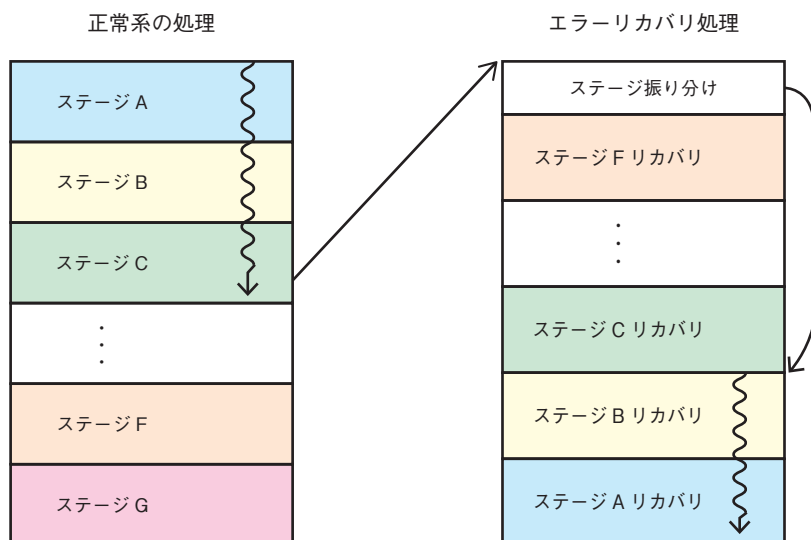 正常系の処理
ステージ A
ステージ B
ステージ C
⋮
ステージ F
ステージ G
エラーリカバリ処理
ステージ振り分け
ステージ F リカバリ
⋮
ステージ C リカバリ
ステージ B リカバリ
ステージ A リカバリ